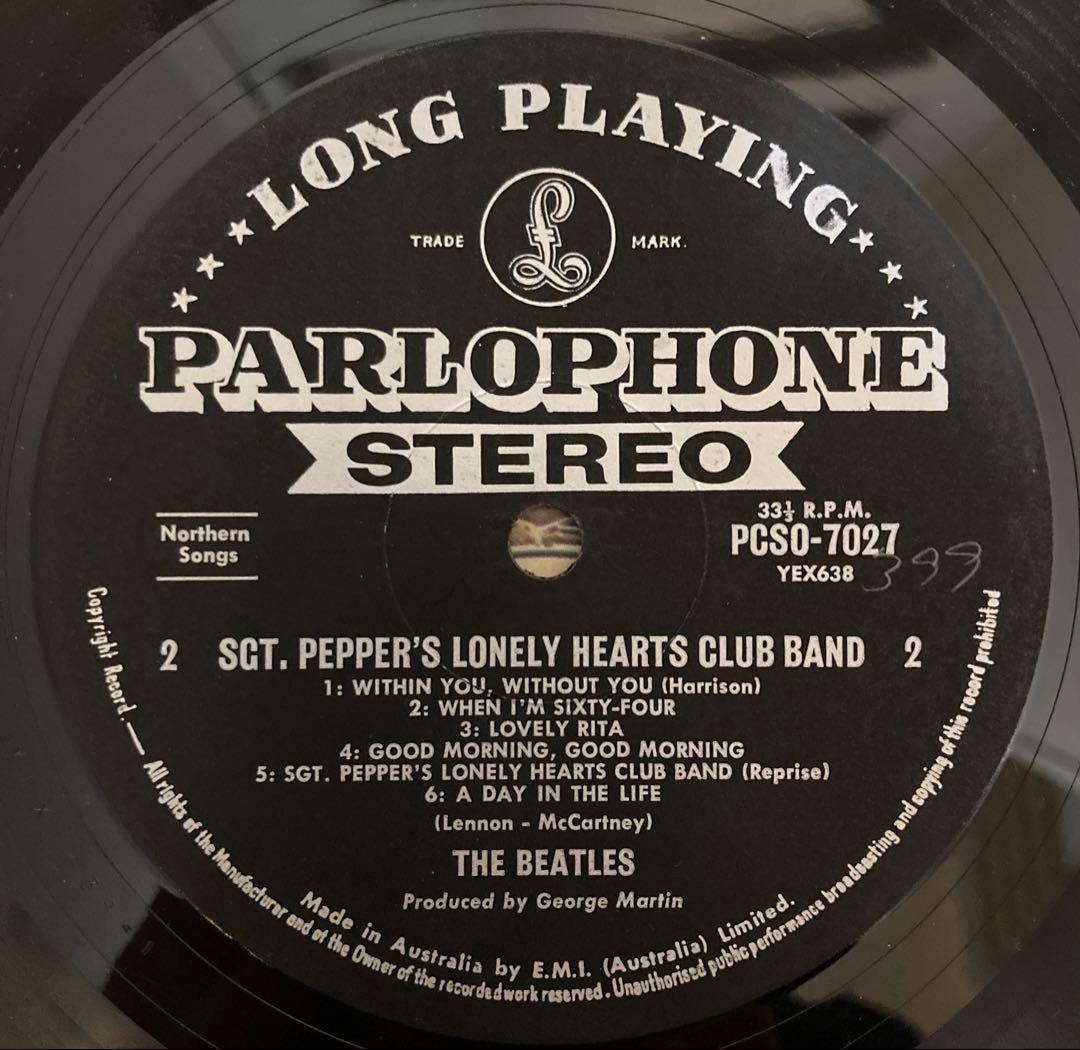 LONG PLAYING
TRADE £ MARK.
PARLOPHONE
STEREO
Northern
Songs
33⅓ R.P.M.
PCSO-7027
YEX638
399
2 SGT. PEPPER'S LONELY HEARTS CLUB BAND 2
1: WITHIN YOU, WITHOUT YOU (Harrison)
2: WHEN I'M SIXTY-FOUR
3: LOVELY RITA
4: GOOD MORNING, GOOD MORNING
5: SGT. PEPPER'S LONELY HEARTS CLUB BAND (Reprise)
6: A DAY IN THE LIFE
(Lennon - McCartney)
THE BEATLES
Produced by George Martin
Made in Australia by E.M.I. (Australia) Limited.
Copyright Record. — All rights of the Manufacturer and of the Owner of the recorded work reserved. Unauthorised public performance broadcasting and copying of this record prohibited